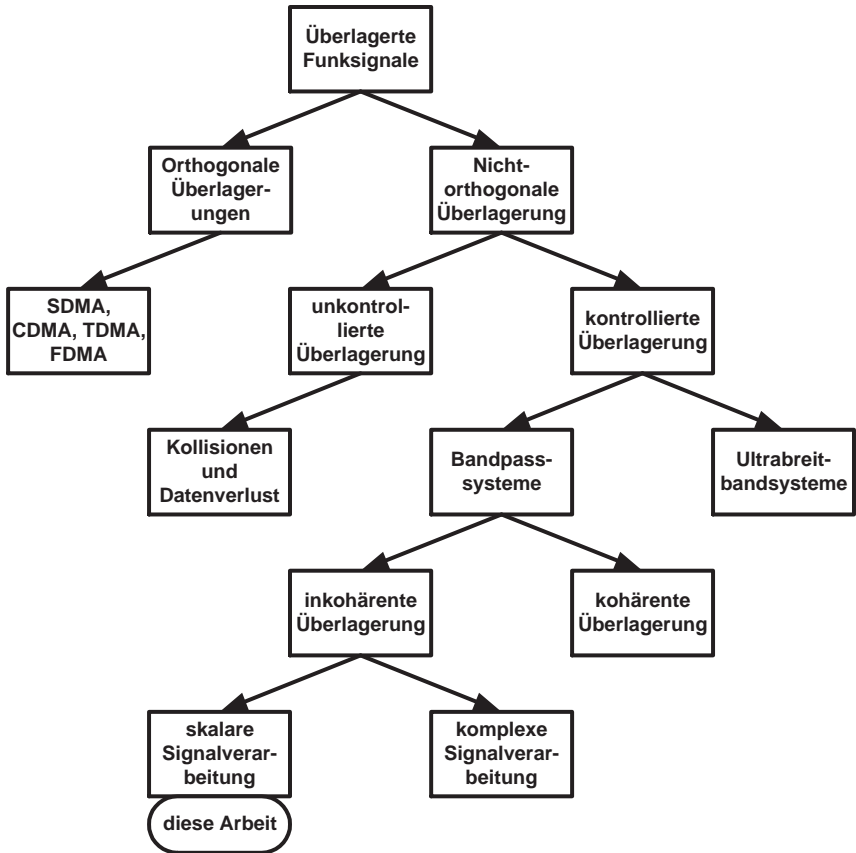 Überlagerte
Funksignale
Orthogonale
Überlager-
ungen
Nicht-
orthogonale
Überlagerung
SDMA,
CDMA, TDMA,
FDMA
unkontrol-
lierte
Überlagerung
kontrollierte
Überlagerung
Kollisionen
und
Datenverlust
Bandpass-
systeme
Ultrabreit-
bandsysteme
inkohärente
Überlagerung
kohärente
Überlagerung
skalare
Signalverar-
beitung
komplexe
Signalverar-
beitung
diese Arbeit